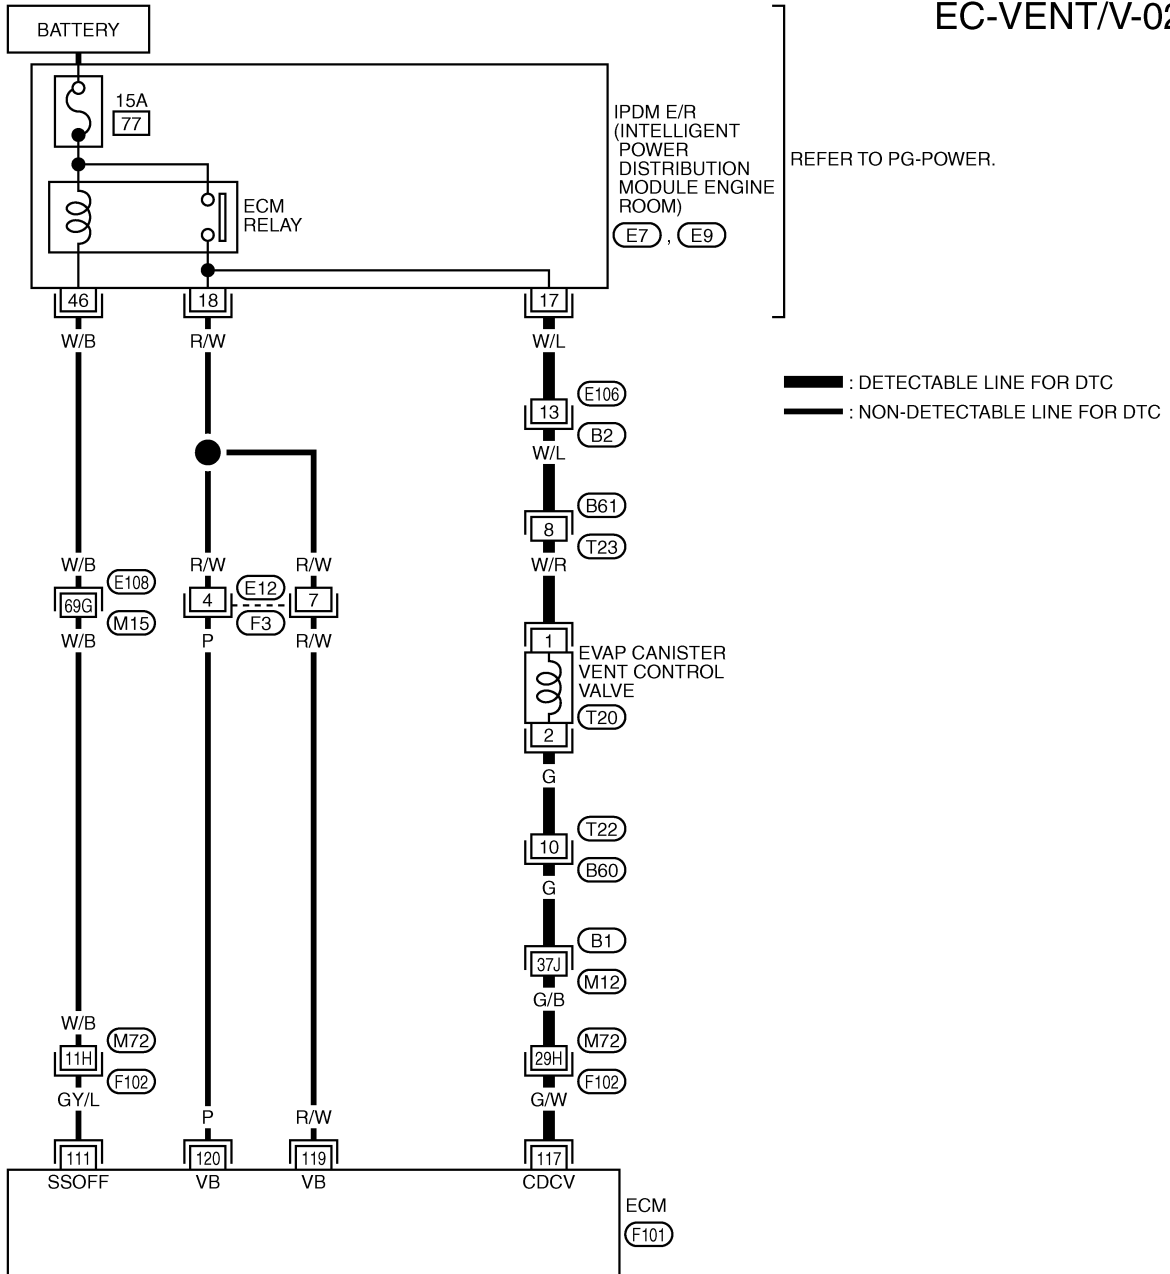 EC-VENT/V-02
BATTERY
15A
77
IPDM E/R
(INTELLIGENT
POWER
DISTRIBUTION
MODULE ENGINE
ROOM)
E7 , E9
REFER TO PG-POWER.
ECM
RELAY
46
18
17
W/B
R/W
W/L
: DETECTABLE LINE FOR DTC
: NON-DETECTABLE LINE FOR DTC
13
E106
B2
W/L
8
B61
T23
W/B
R/W
R/W
W/R
69G
E108
M15
4
E12
F3
7
W/B
P
R/W
1
EVAP CANISTER
VENT CONTROL
VALVE
T20
2
G
10
T22
B60
G
37J
B1
M12
G/B
W/B
11H
M72
F102
29H
M72
F102
GY/L
G/W
P
R/W
111
120
119
117
SSOFF
VB
VB
CDCV
ECM
F101